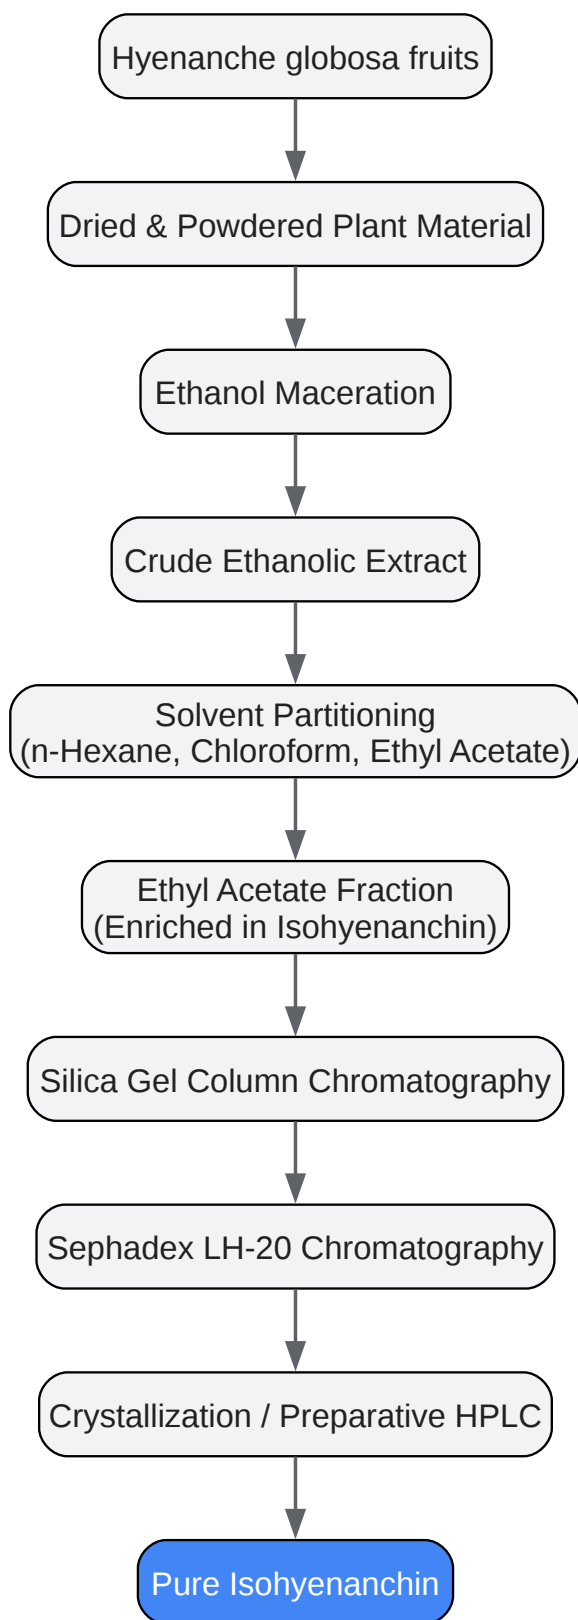 Hyenanche globosa fruits
Dried & Powdered Plant Material
Ethanol Maceration
Crude Ethanolic Extract
Solvent Partitioning
(n-Hexane, Chloroform, Ethyl Acetate)
Ethyl Acetate Fraction
(Enriched in Isohyenanchin)
Silica Gel Column Chromatography
Sephadex LH-20 Chromatography
Crystallization / Preparative HPLC
Pure Isohyenanchin